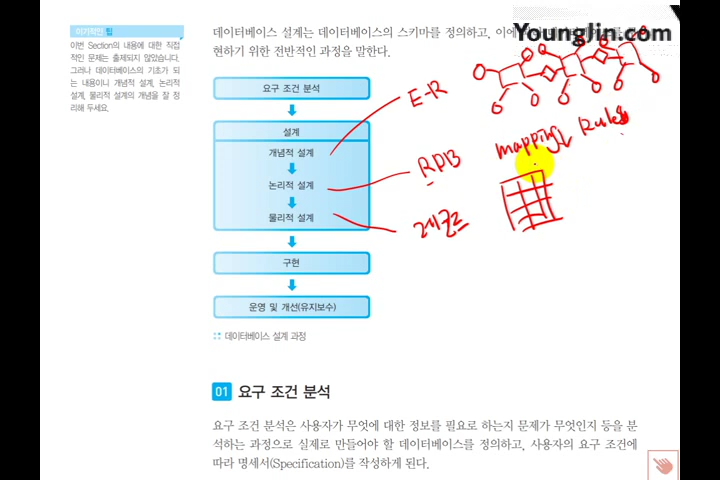 이기적인 팁
이번 Section의 내용에 대한 직접
적인 문제는 출제되지 않았습니다.
그러나 데이터베이스의 기초가 되
는 내용이니 개념적 설계, 논리적
설계, 물리적 설계의 개념을 잘 정
리해 두세요.
데이터베이스 설계는 데이터베이스의 스키마를 정의하고, 이에
현하기 위한 전반적인 과정을 말한다.
YoungJin.com
요구 조건 분석
설계
개념적 설계
논리적 설계
물리적 설계
구현
운영 및 개선(유지보수)
E-R
RDB
mapping Rules
데이터베이스 설계 과정
01 요구 조건 분석
요구 조건 분석은 사용자가 무엇에 대한 정보를 필요로 하는지 문제가 무엇인지 등을 분
석하는 과정으로 실제로 만들어야 할 데이터베이스를 정의하고, 사용자의 요구 조건에
따라 명세서(Specification)를 작성하게 된다.